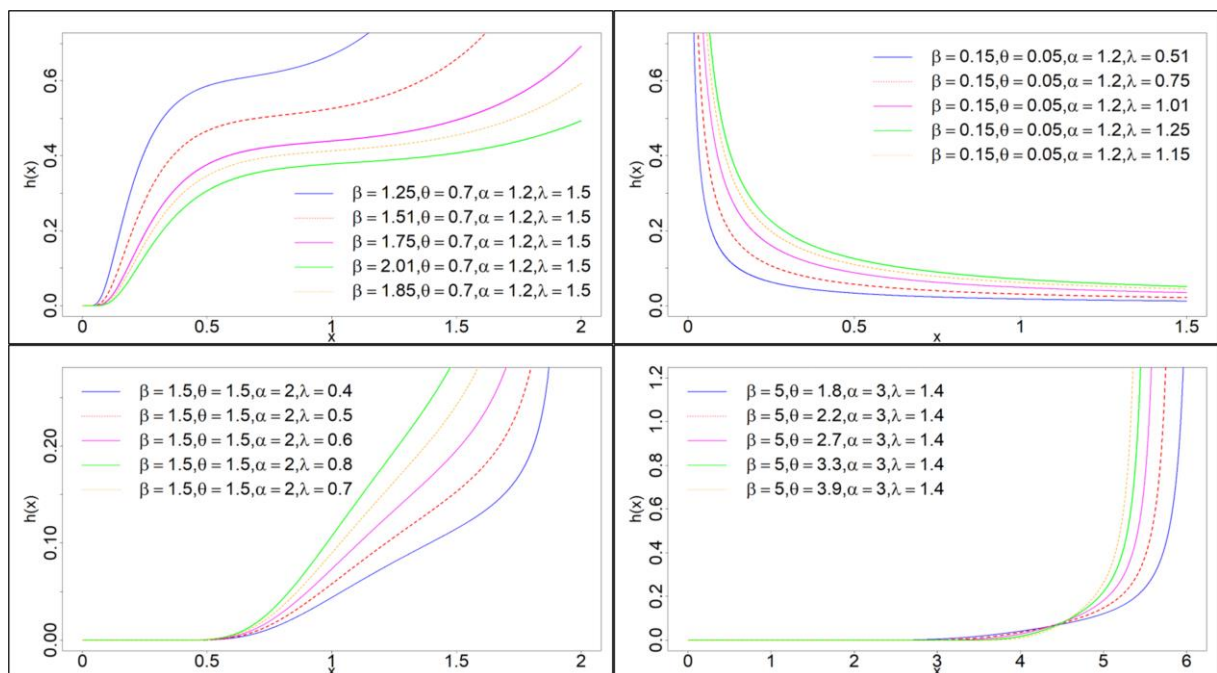 h(x)
0.6
0.4
0.2
0.0
β = 1.25,θ = 0.7,α = 1.2,λ = 1.5
β = 1.51,θ = 0.7,α = 1.2,λ = 1.5
β = 1.75,θ = 0.7,α = 1.2,λ = 1.5
β = 2.01,θ = 0.7,α = 1.2,λ = 1.5
β = 1.85,θ = 0.7,α = 1.2,λ = 1.5
0 0.5 1 1.5 2
x
h(x)
0.6
0.4
0.2
0.0
β = 0.15,θ = 0.05,α = 1.2,λ = 0.51
β = 0.15,θ = 0.05,α = 1.2,λ = 0.75
β = 0.15,θ = 0.05,α = 1.2,λ = 1.01
β = 0.15,θ = 0.05,α = 1.2,λ = 1.25
β = 0.15,θ = 0.05,α = 1.2,λ = 1.15
0 0.5 1 1.5
x
h(x)
0.20
0.10
0.00
β = 1.5,θ = 1.5,α = 2,λ = 0.4
β = 1.5,θ = 1.5,α = 2,λ = 0.5
β = 1.5,θ = 1.5,α = 2,λ = 0.6
β = 1.5,θ = 1.5,α = 2,λ = 0.8
β = 1.5,θ = 1.5,α = 2,λ = 0.7
0 0.5 1 1.5 2
x
h(x)
1.2
1.0
0.8
0.6
0.4
0.2
0.0
β = 5,θ = 1.8,α = 3,λ = 1.4
β = 5,θ = 2.2,α = 3,λ = 1.4
β = 5,θ = 2.7,α = 3,λ = 1.4
β = 5,θ = 3.3,α = 3,λ = 1.4
β = 5,θ = 3.9,α = 3,λ = 1.4
0 1 2 3 4 5 6
x